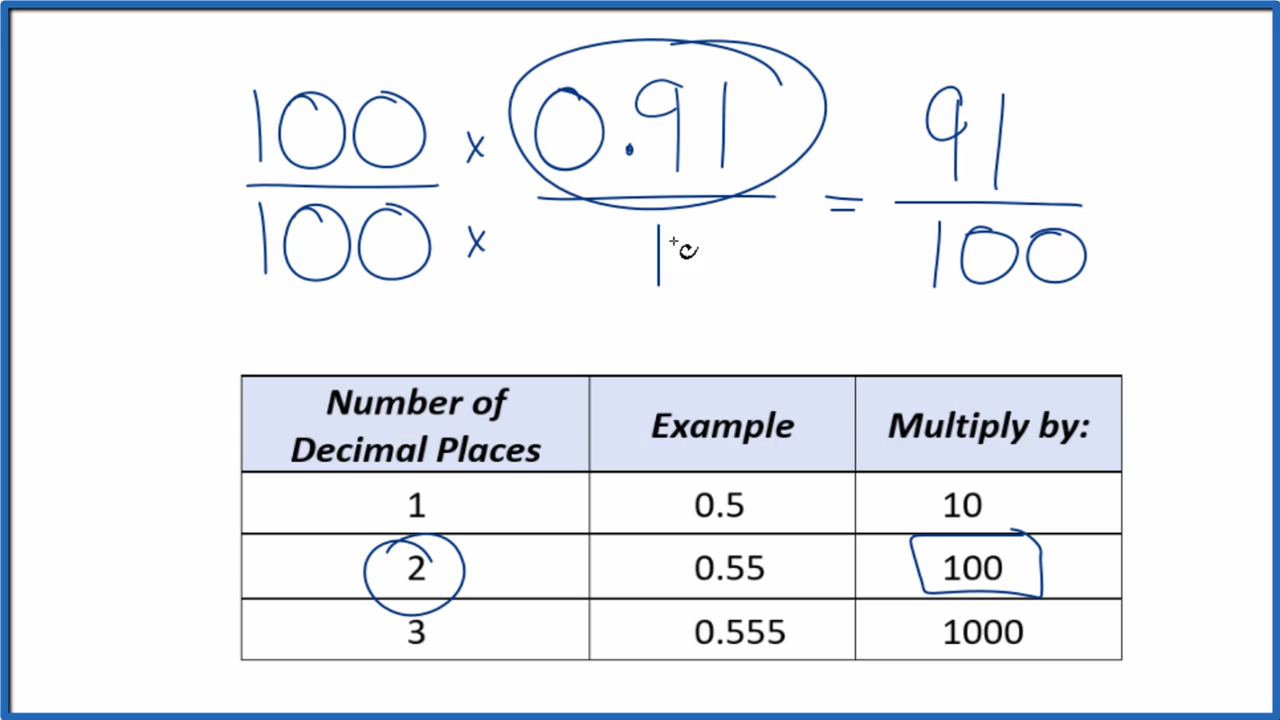 100 x 0.91 = 91
100 x 1 100
Number of Decimal Places Example Multiply by:
1 0.5 10
2 0.55 100
3 0.555 1000